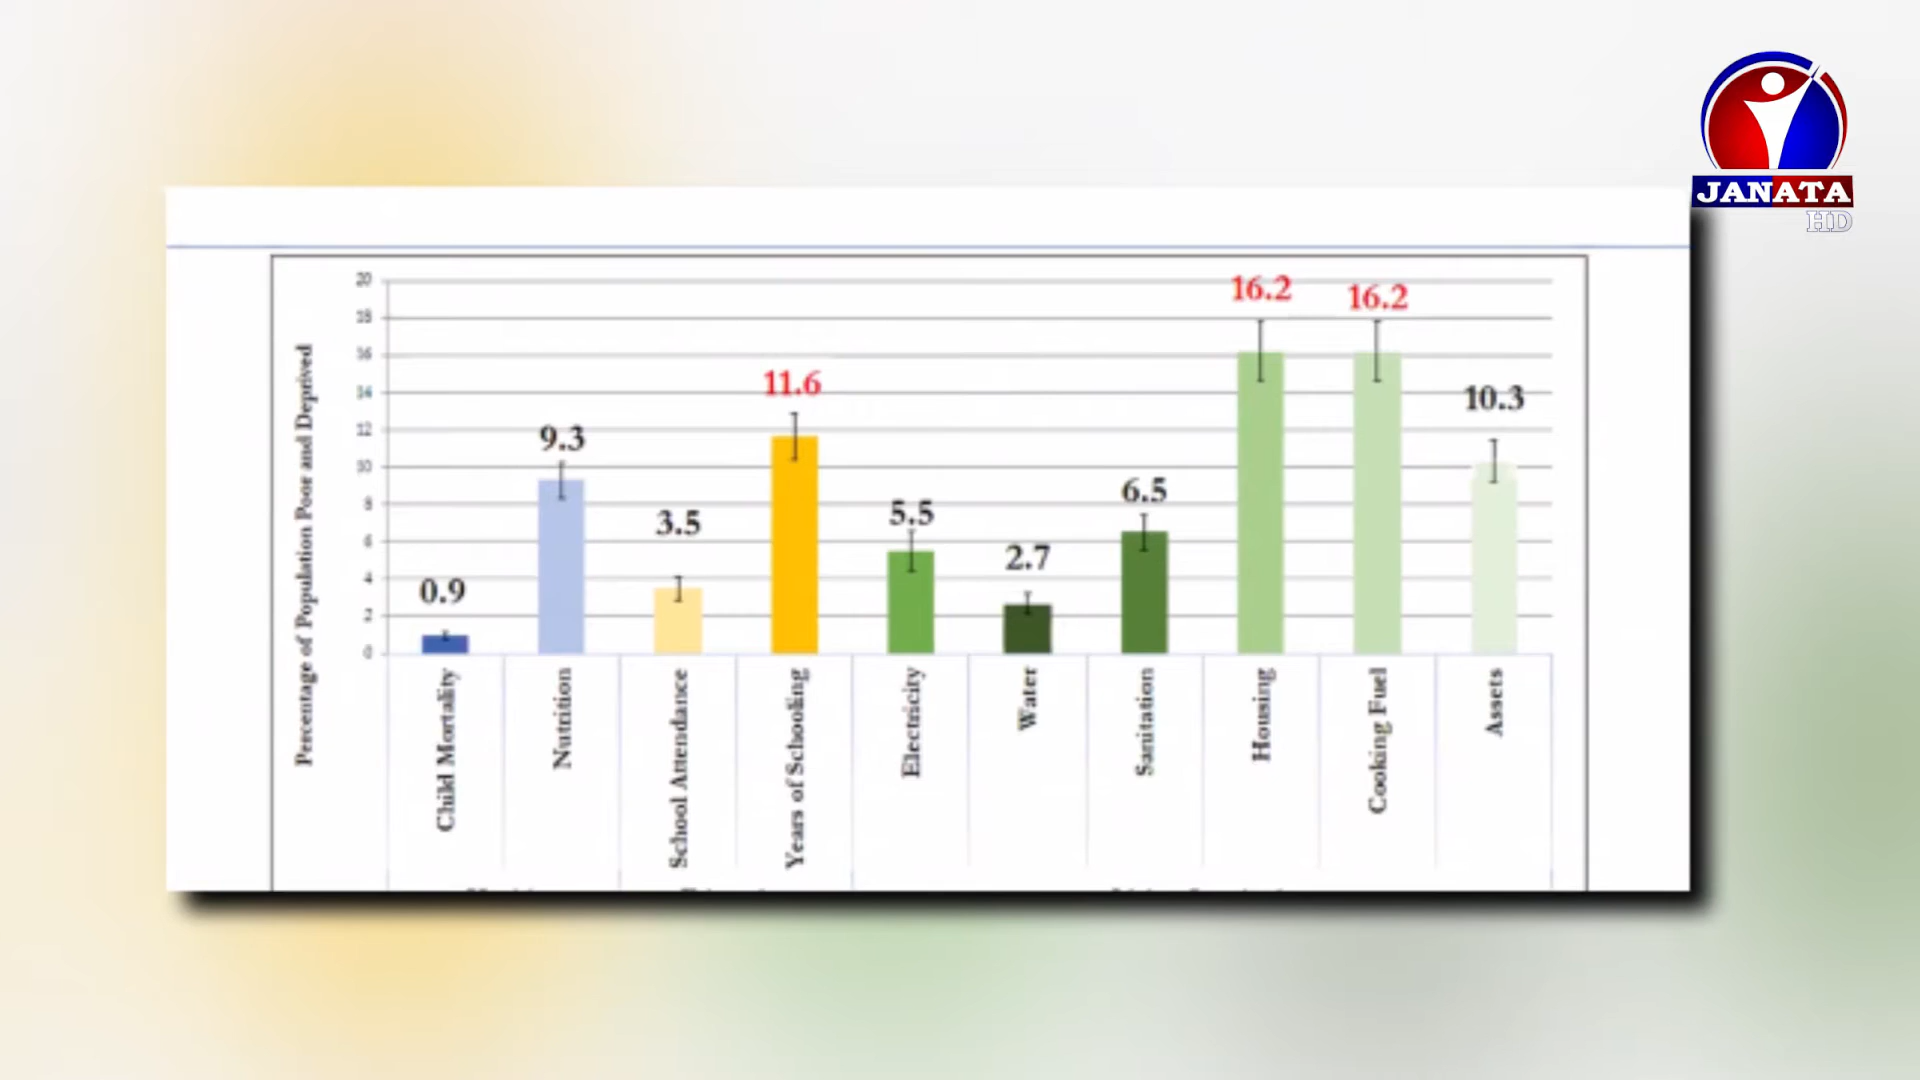 JANATA
HD
Percentage of Population Poor and Deprived
20
18
16
14
12
10
8
6
4
2
0
0.9
9.3
3.5
11.6
5.5
2.7
6.5
16.2
16.2
10.3
Child Mortality
Nutrition
School Attendance
Years of Schooling
Electricity
Water
Sanitation
Housing
Cooking Fuel
Assets